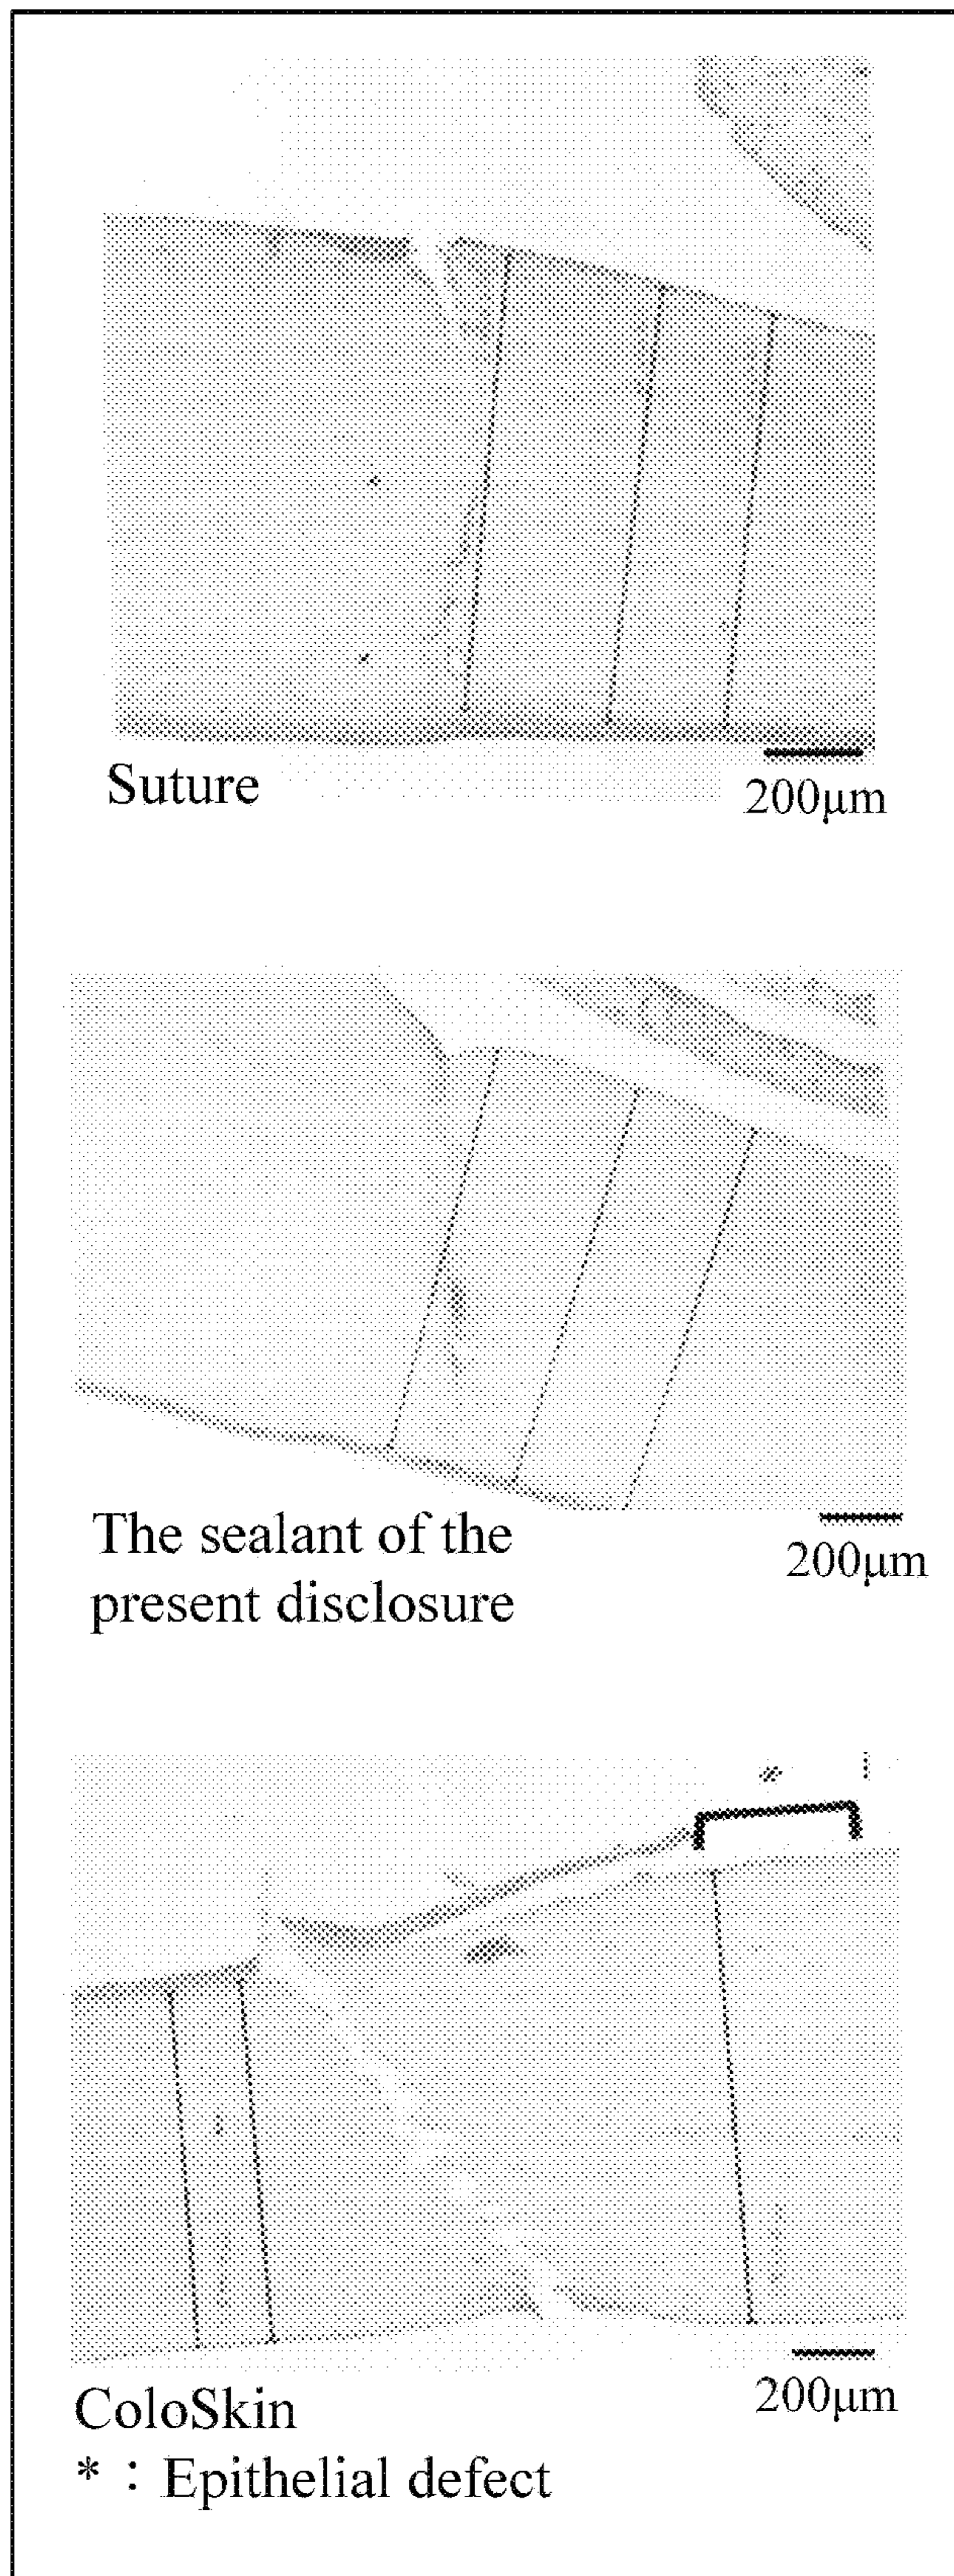 Suture
200μm
The sealant of the
present disclosure
200μm
*
ColoSkin
200μm
* : Epithelial defect